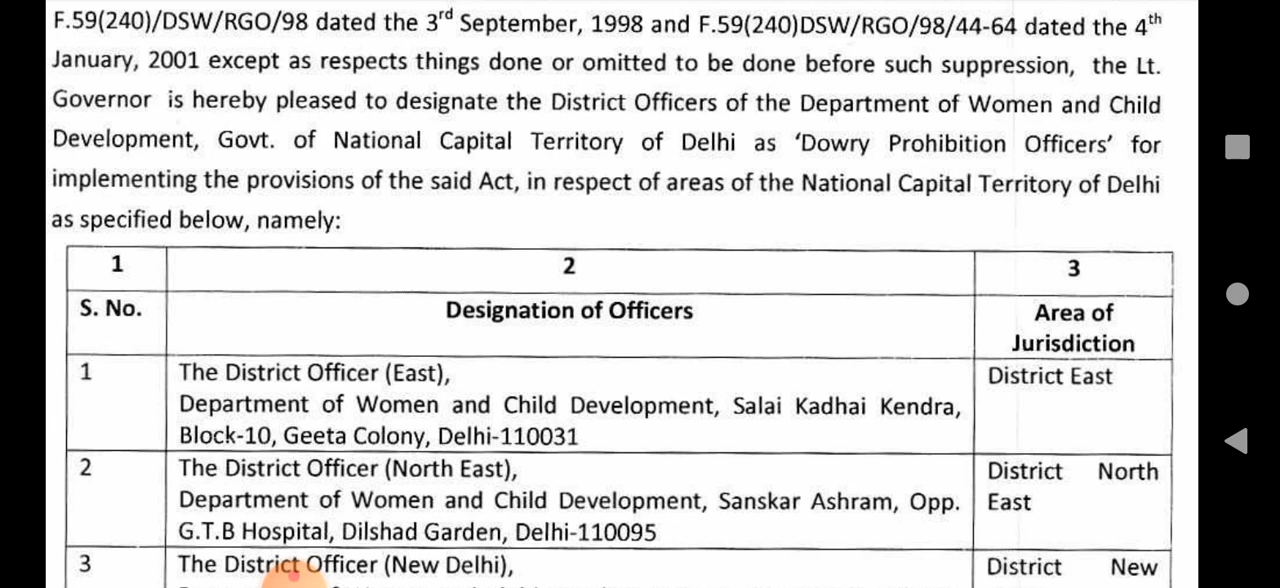 F.59(240)/DSW/RGO/98 dated the 3rd September, 1998 and F.59(240)DSW/RGO/98/44-64 dated the 4th
January, 2001 except as respects things done or omitted to be done before such suppression, the Lt.
Governor is hereby pleased to designate the District Officers of the Department of Women and Child
Development, Govt. of National Capital Territory of Delhi as ‘Dowry Prohibition Officers’ for
implementing the provisions of the said Act, in respect of areas of the National Capital Territory of Delhi
as specified below, namely:
1 2 3
S. No. Designation of Officers Area of
Jurisdiction
1 The District Officer (East), District East
Department of Women and Child Development, Salai Kadhai Kendra,
Block-10, Geeta Colony, Delhi-110031
2 The District Officer (North East), District North
Department of Women and Child Development, Sanskar Ashram, Opp. East
G.T.B Hospital, Dilshad Garden, Delhi-110095
3 The District Officer (New Delhi), District New